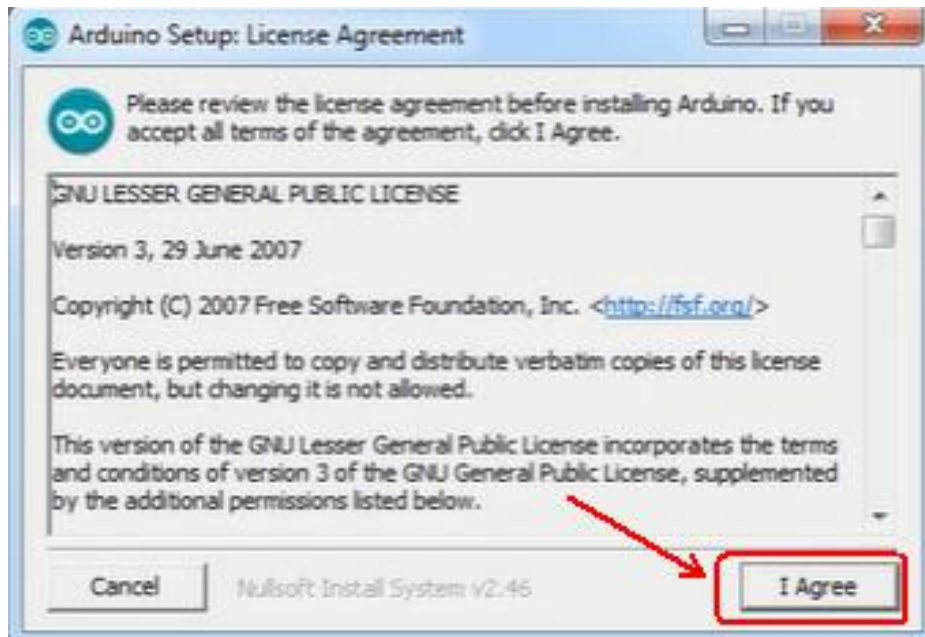 Arduino Setup: License Agreement
Please review the license agreement before installing Arduino. If you
accept all terms of the agreement, click I Agree.
GNU LESSER GENERAL PUBLIC LICENSE
Version 3, 29 June 2007
Copyright (C) 2007 Free Software Foundation, Inc. <http://fsf.org/>
Everyone is permitted to copy and distribute verbatim copies of this license
document, but changing it is not allowed.
This version of the GNU Lesser General Public License incorporates the terms
and conditions of version 3 of the GNU General Public License, supplemented
by the additional permissions listed below.
Cancel
Nullsoft Install System v2.46
I Agree